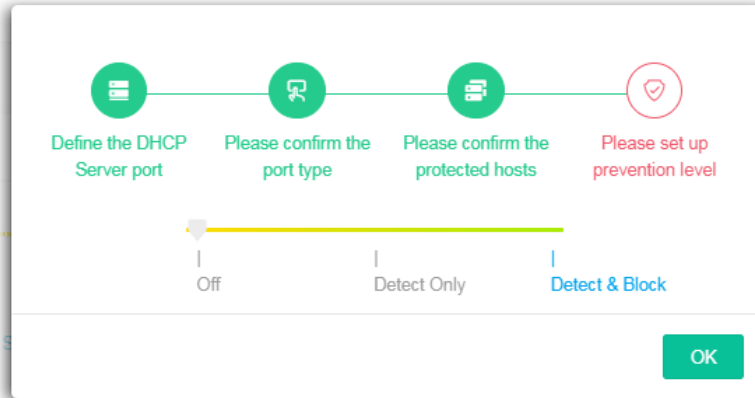 Define the DHCP
Server port
Please confirm the
port type
Please confirm the
protected hosts
Please set up
prevention level
Off
Detect Only
Detect & Block
OK